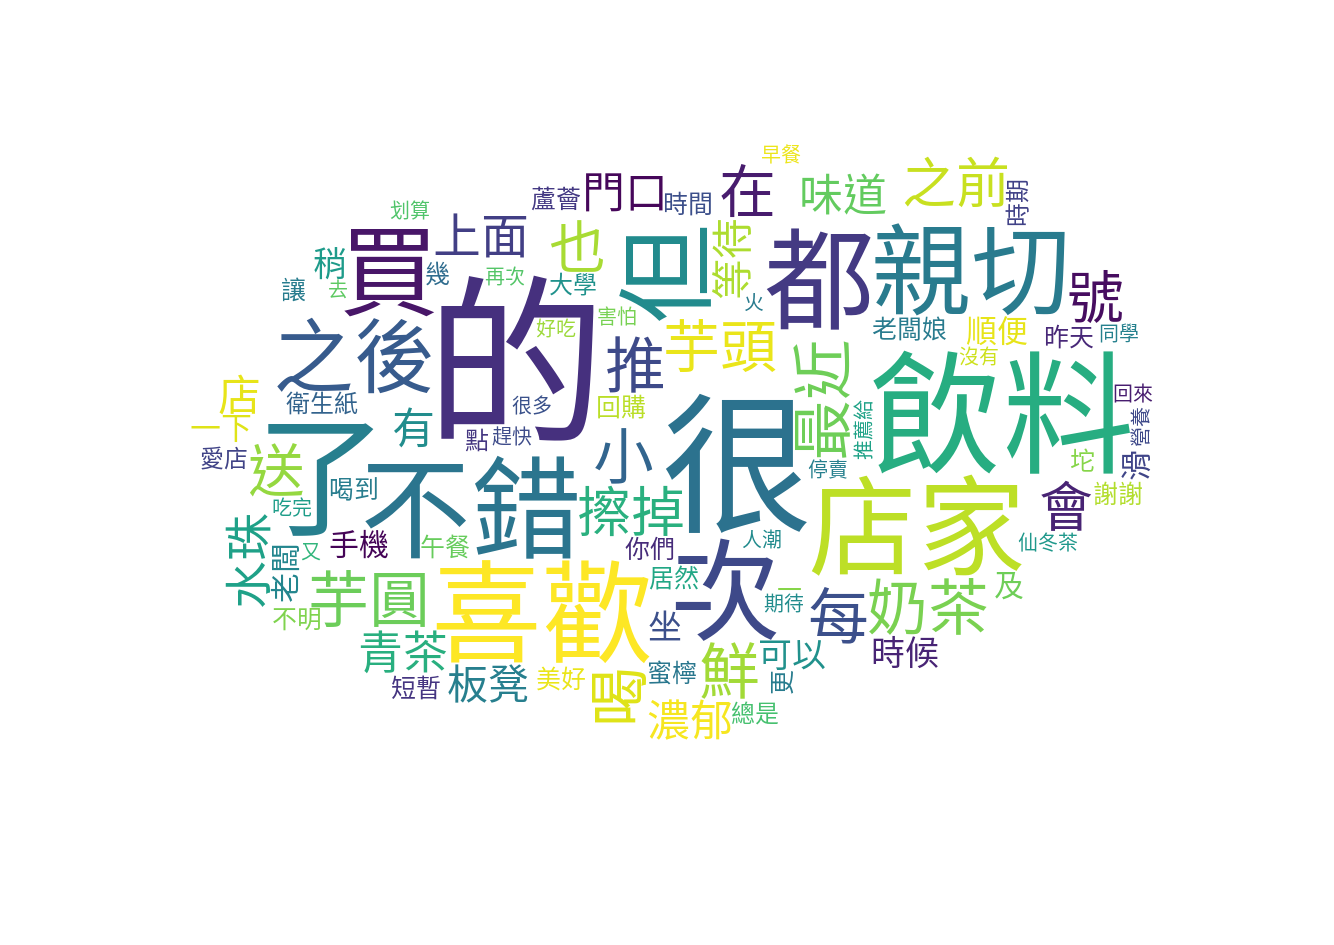 早餐
蘆薈 門口 時間 在 味道 之前 時期
划算 買 上面 也 但 等待 都 親切
稍 幾 再次 大學 火 號
讓 去 的 好吃 害怕 老闆娘 順便 昨天 同學
之後 推 芋頭 最近 沒有 飲料
店 衛生紙 有 很多 回購 很 推薦給 回來 營養
一下 了 點 趕快 小
愛店 送 不錯 停賣 坨 滑
喝到 擦掉 店家 會 謝謝
吃完 水珠 又 手機 午餐 你們 次 人潮 仙冬茶
老闆 芋圓 喜歡 居然 一 期待 每 奶茶 及
不明 青茶 坐 可以 時候
短暫 板凳 美好 喝 蜜檸 鮮 更
濃郁 總是